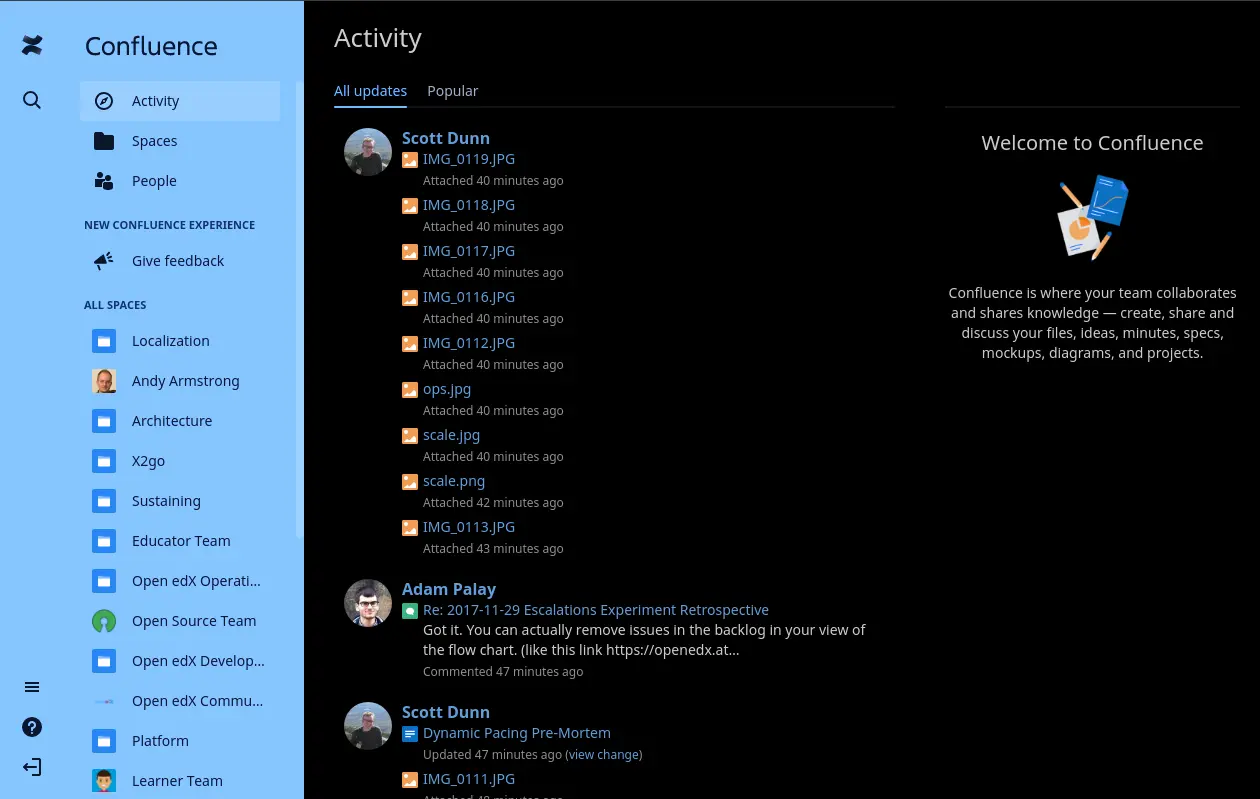 Confluence
Activity
Spaces
People
NEW CONFLUENCE EXPERIENCE
Give feedback
ALL SPACES
Localization
Andy Armstrong
Architecture
X2go
Sustaining
Educator Team
Open edX Operati...
Open Source Team
Open edX Develop...
Open edX Commu...
Platform
Learner Team
Activity
All updates
Popular
Scott Dunn
IMG_0119.JPG
Attached 40 minutes ago
IMG_0118.JPG
Attached 40 minutes ago
IMG_0117.JPG
Attached 40 minutes ago
IMG_0116.JPG
Attached 40 minutes ago
IMG_0112.JPG
Attached 40 minutes ago
ops.jpg
Attached 40 minutes ago
scale.jpg
Attached 40 minutes ago
scale.png
Attached 42 minutes ago
IMG_0113.JPG
Attached 43 minutes ago
Adam Palay
Re: 2017-11-29 Escalations Experiment Retrospective
Got it. You can actually remove issues in the backlog in your view of
the flow chart. (like this link https://openedx.at...
Commented 47 minutes ago
Scott Dunn
Dynamic Pacing Pre-Mortem
Updated 47 minutes ago (view change)
IMG_0111.JPG
Welcome to Confluence
Confluence is where your team collaborates
and shares knowledge — create, share and
discuss your files, ideas, minutes, specs,
mockups, diagrams, and projects.